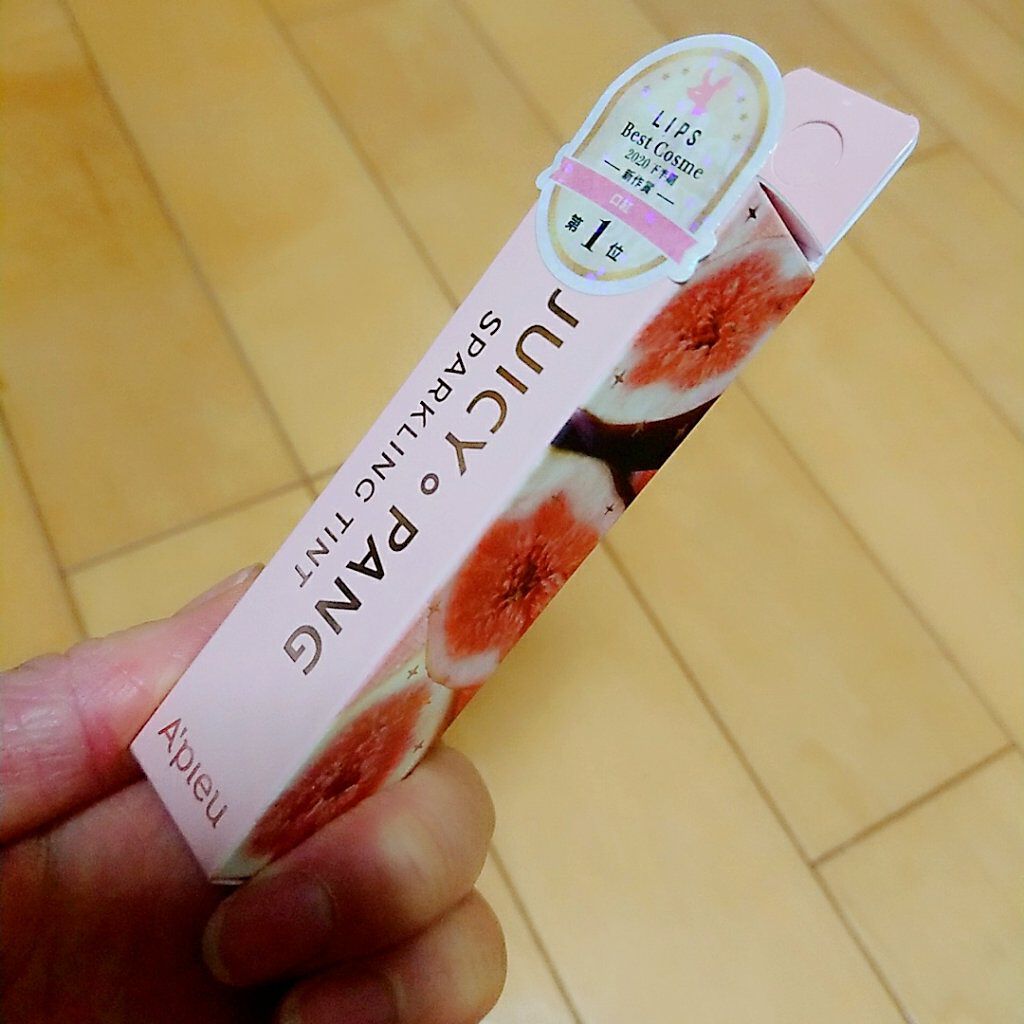 LIPS
Best Cosme
2020 下半期
新作賞
口紅
第1位
JUICY PANG
SPARKLING TINT
A'pieu